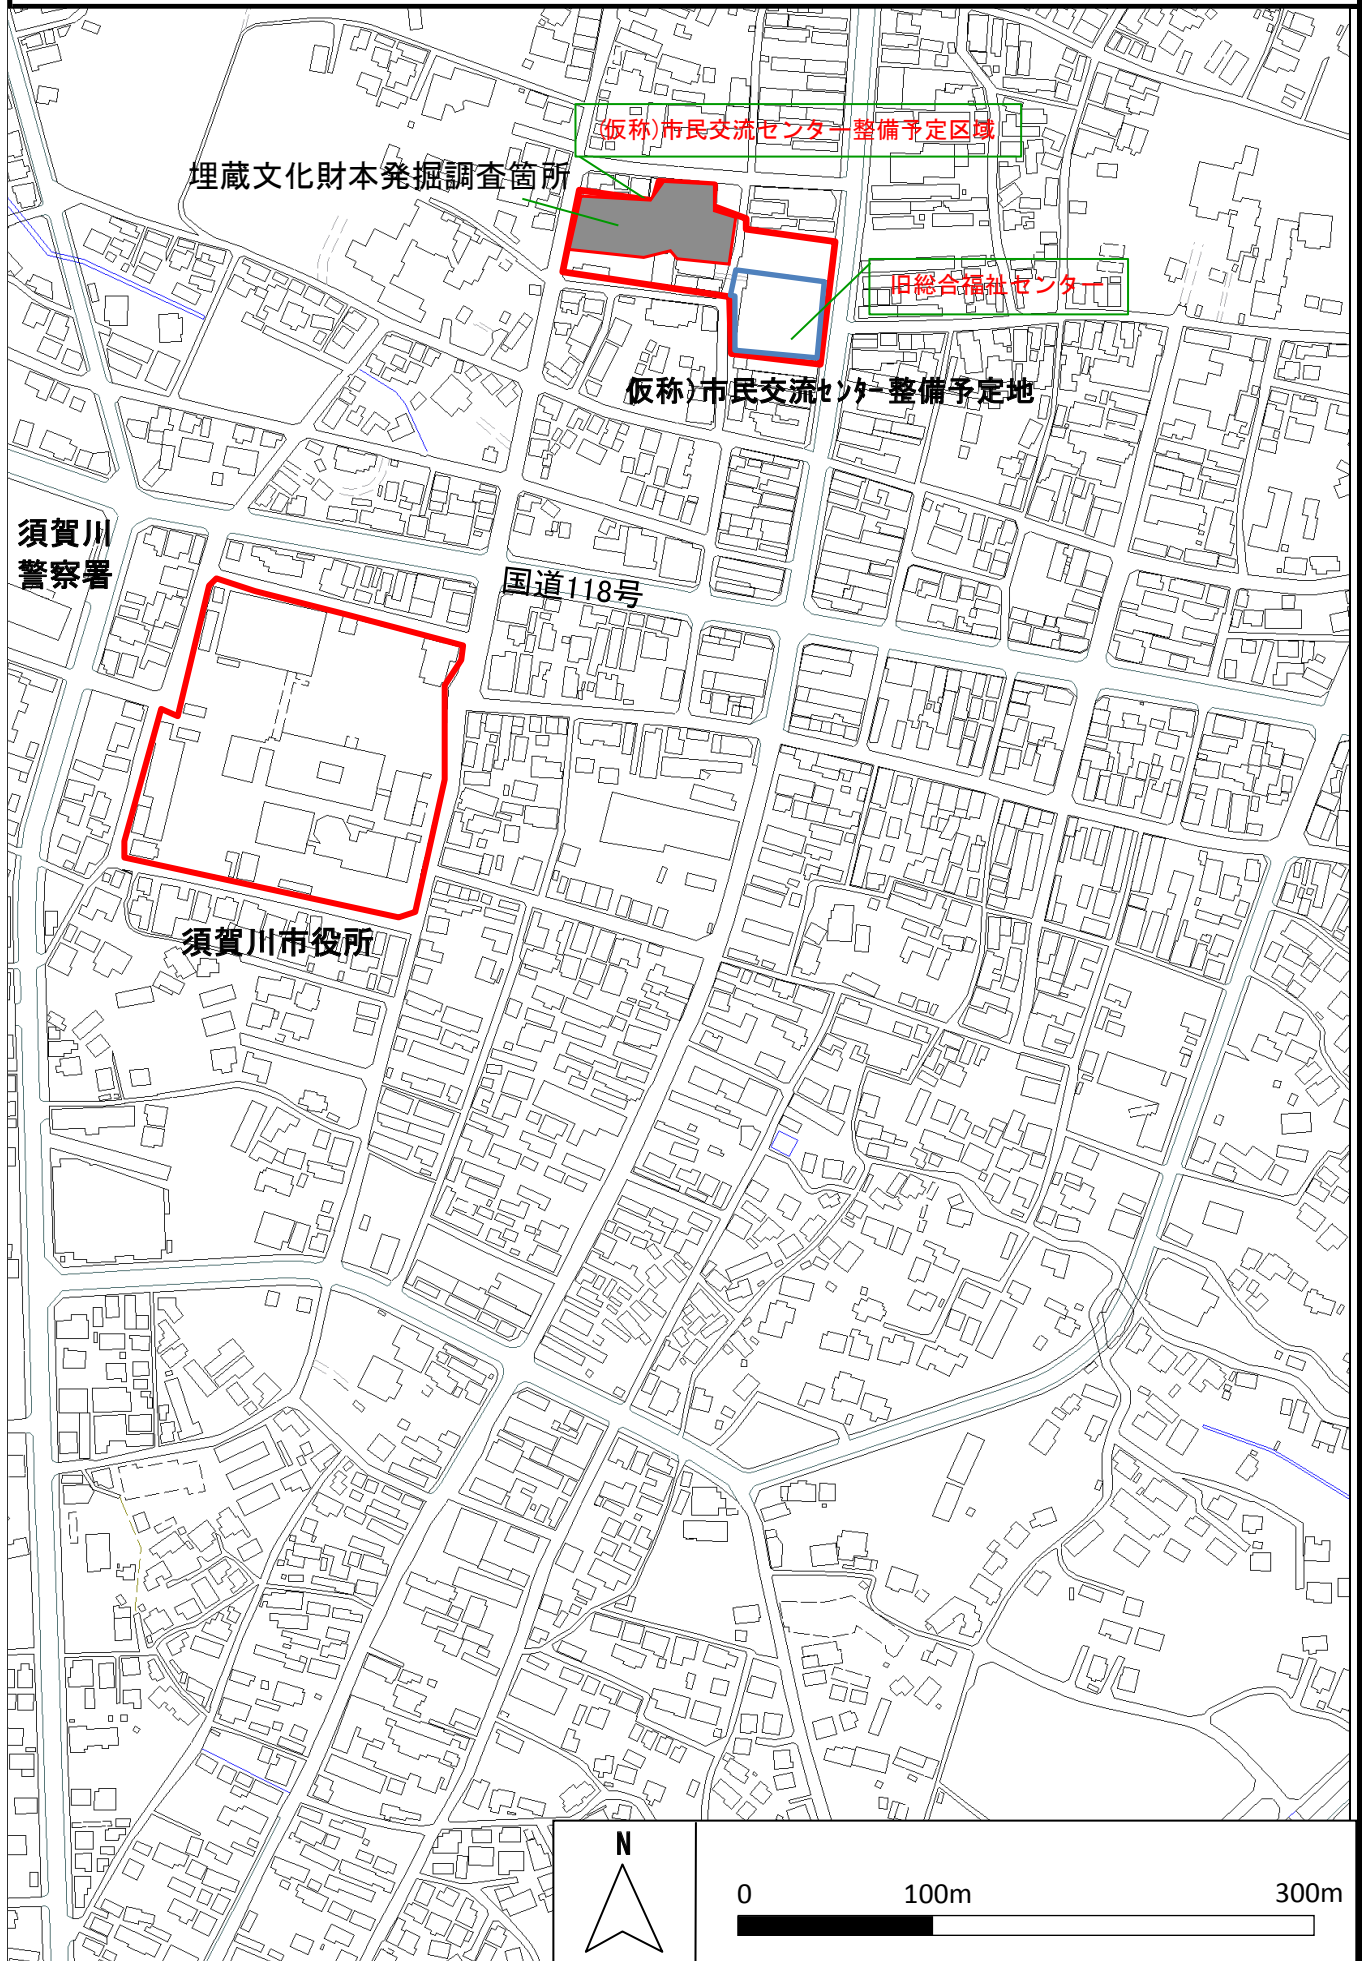 (仮称)市民交流センター整備予定区域
埋蔵文化財本発掘調査箇所
旧総合福祉センター
仮称)市民交流センター整備予定地
須賀川
警察署
国道118号
須賀川市役所
N
0 100m 300m